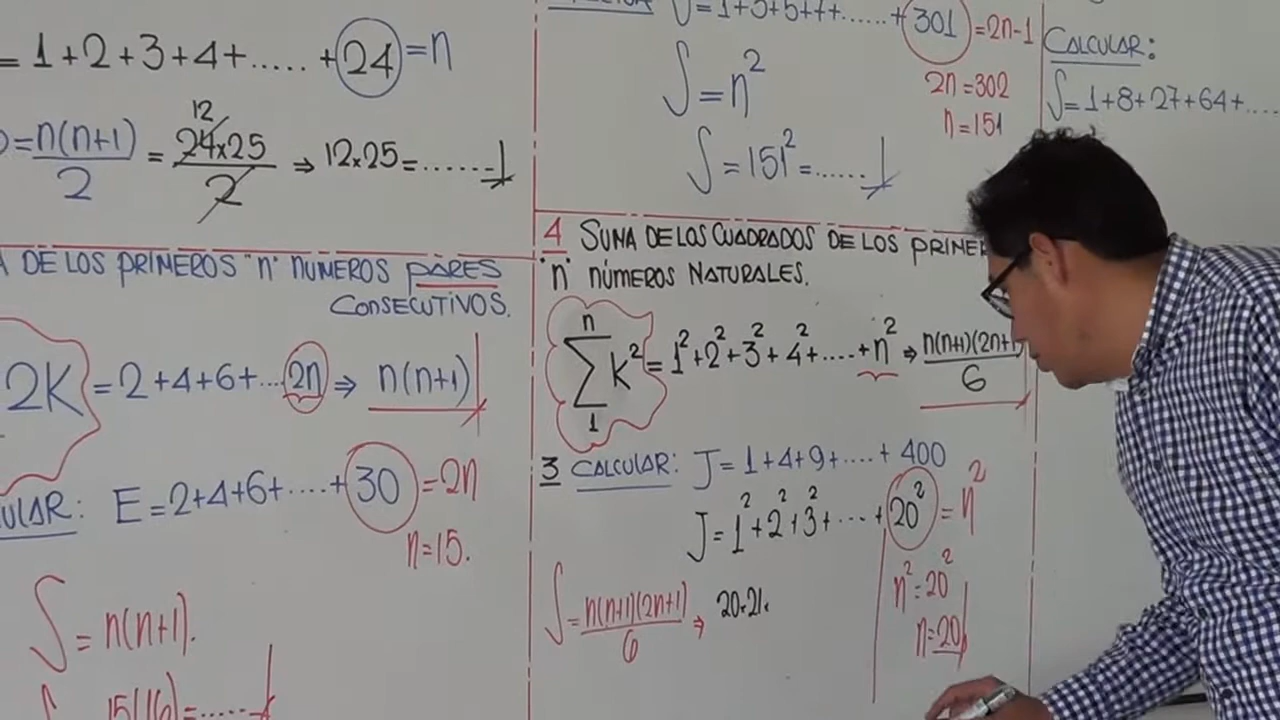 = 1+2+3+4+..... +24=n
= n(n+1)/2 = 24x25/2 ⇒ 12x25=.......
12
DE LOS PRIMEROS "n" NUMEROS PARES
CONSECUTIVOS.
2K = 2+4+6+...2n ⇒ n(n+1)
ULAR: E=2+4+6+....+30 =2n
n=15.
S = n(n+1).
15(16)=.....
S=1+3+5+7+......+301=2n-1
2n=302
n=151
S=n²
S=151²=......
4 SUMA DE LOS CUADRADOS DE LOS PRIMER
"n" NÚMEROS NATURALES.
n
∑ K² = 1²+2²+3²+4²+....+n² ⇒ n(n+1)(2n+1)/6
1
3 CALCULAR: J=1+4+9+....+ 400
J=1²+2²+3²+....+20² = n²
n²=20²
n=20
S=n(n+1)(2n+1)/6 ⇒ 20·21·
CALCULAR:
S=1+8+27+64+....